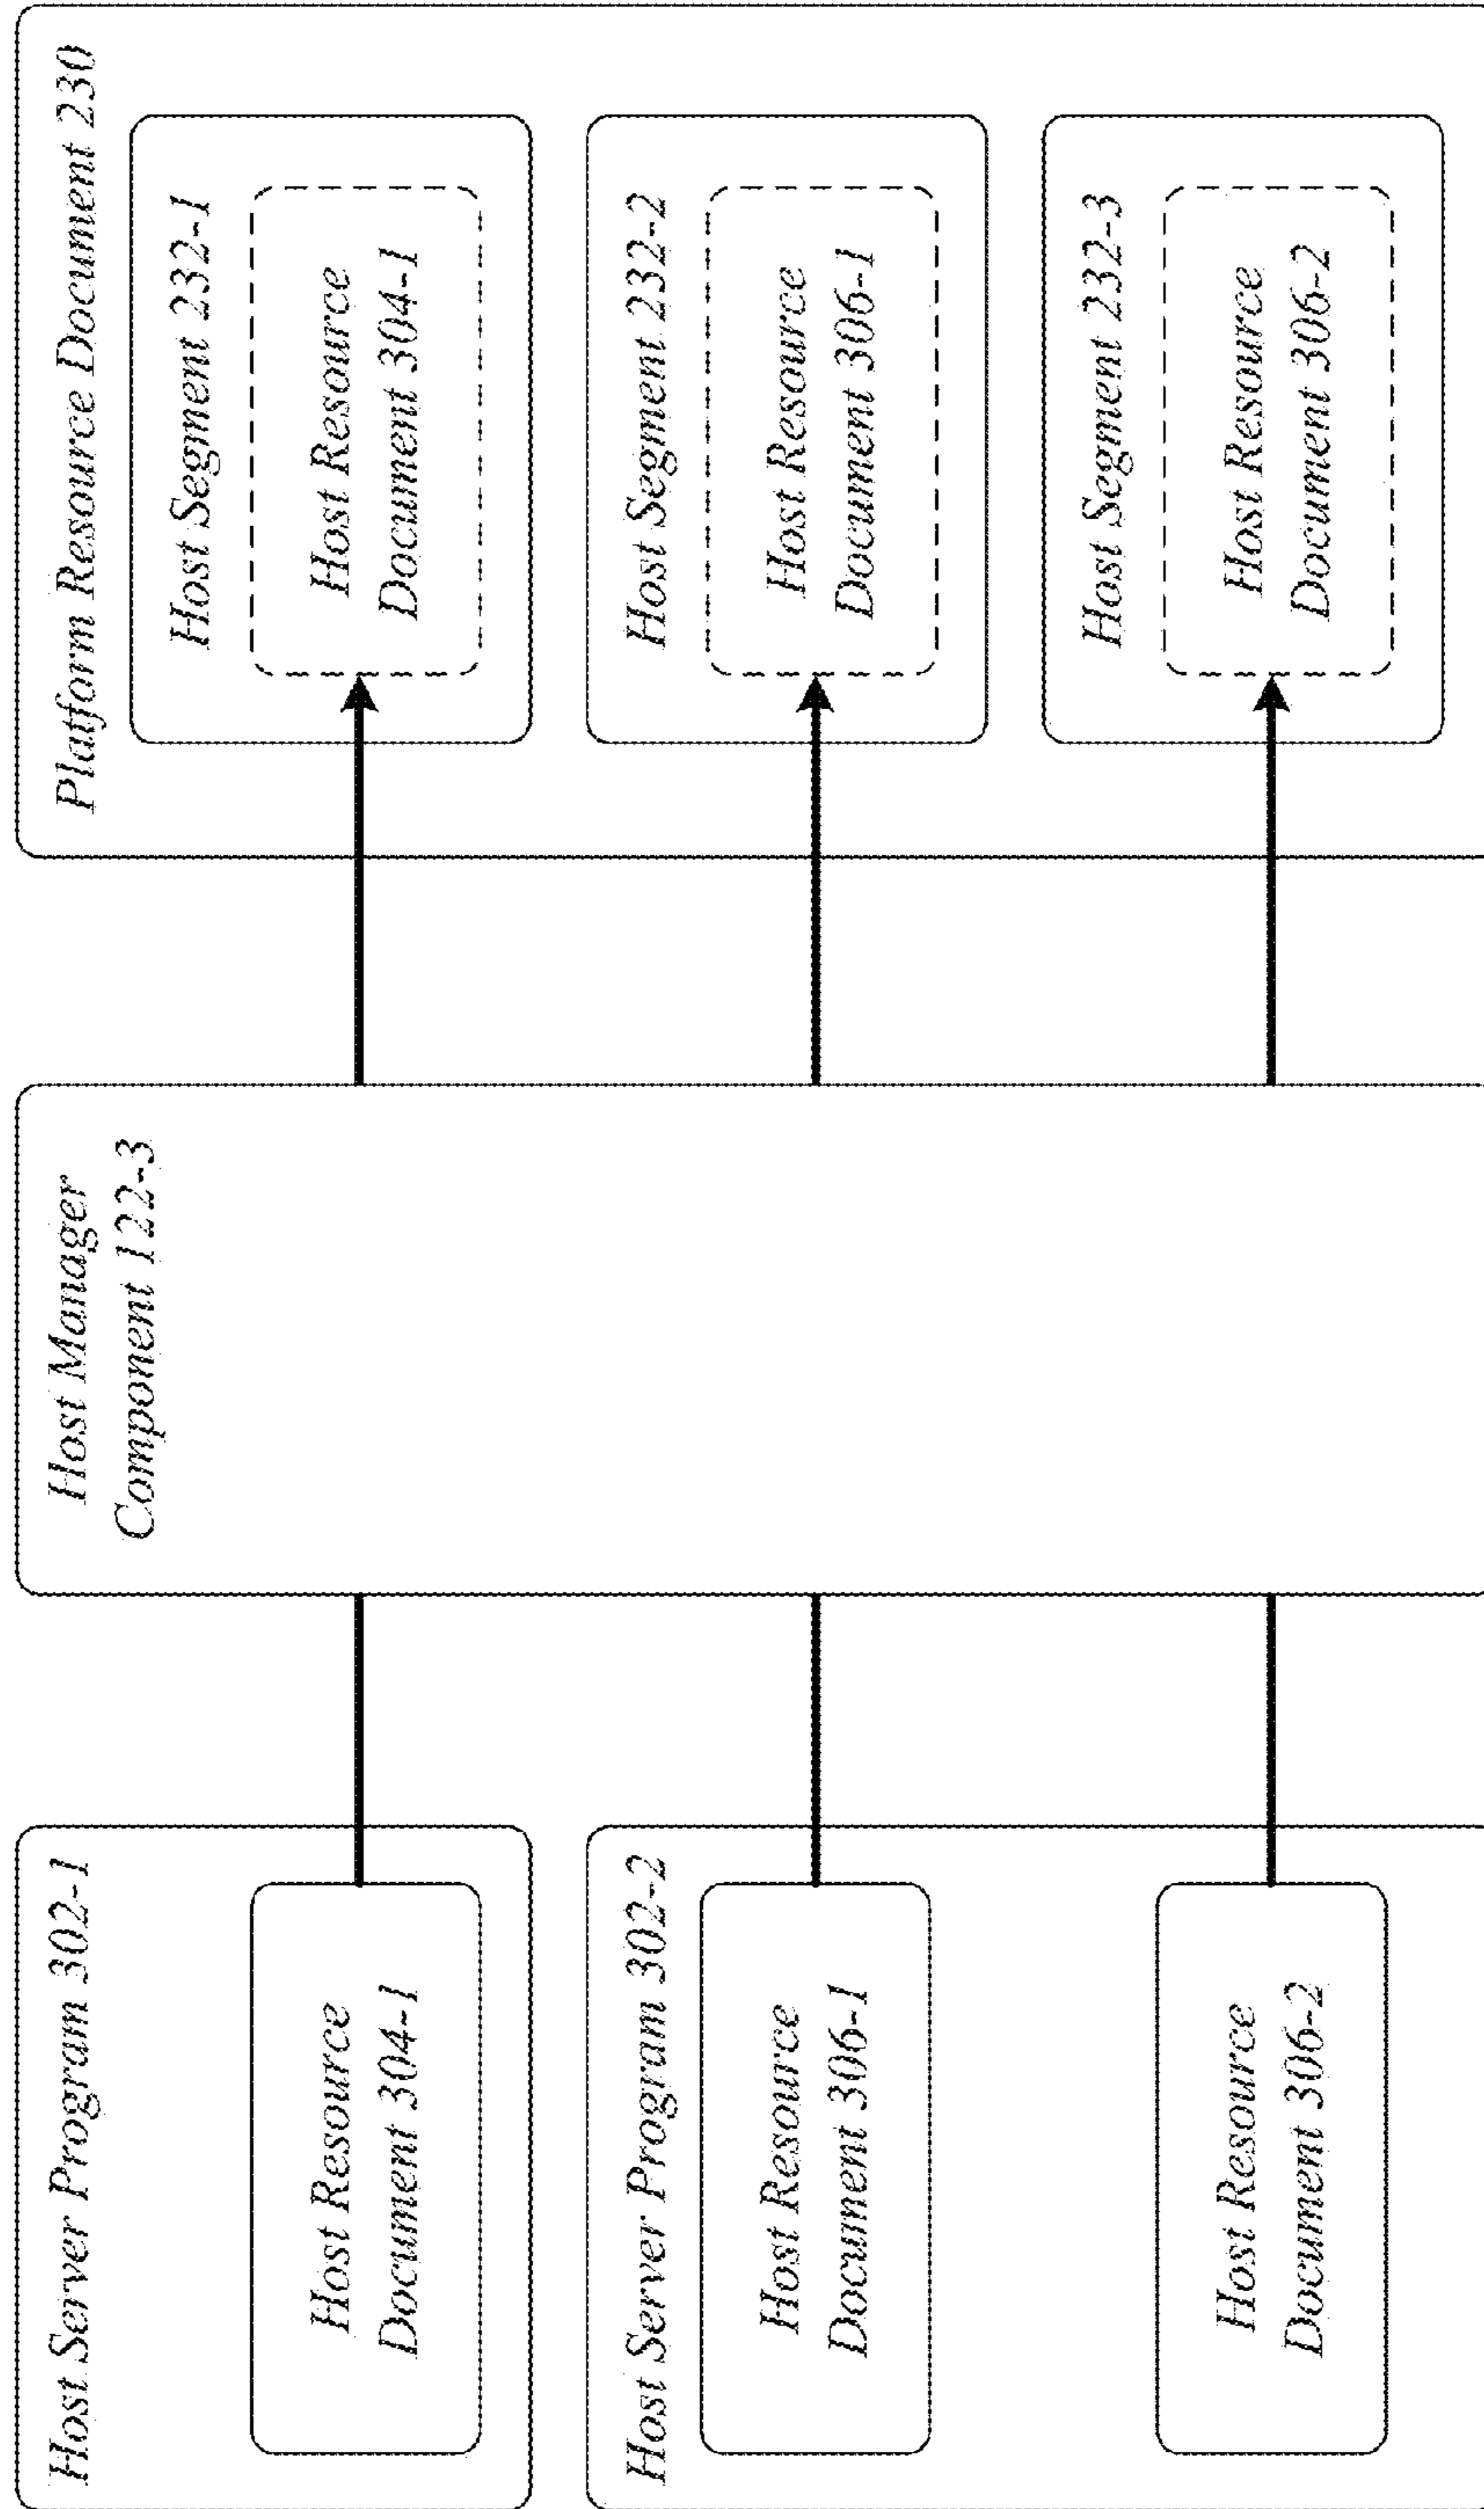 Host Server Program 302-1
Host Resource
Document 304-1
Host Server Program 302-2
Host Resource
Document 306-1
Host Resource
Document 306-2
Host Manager
Component 122-3
Platform Resource Document 230
Host Segment 232-1
Host Resource
Document 304-1
Host Segment 232-2
Host Resource
Document 306-1
Host Segment 232-3
Host Resource
Document 306-2